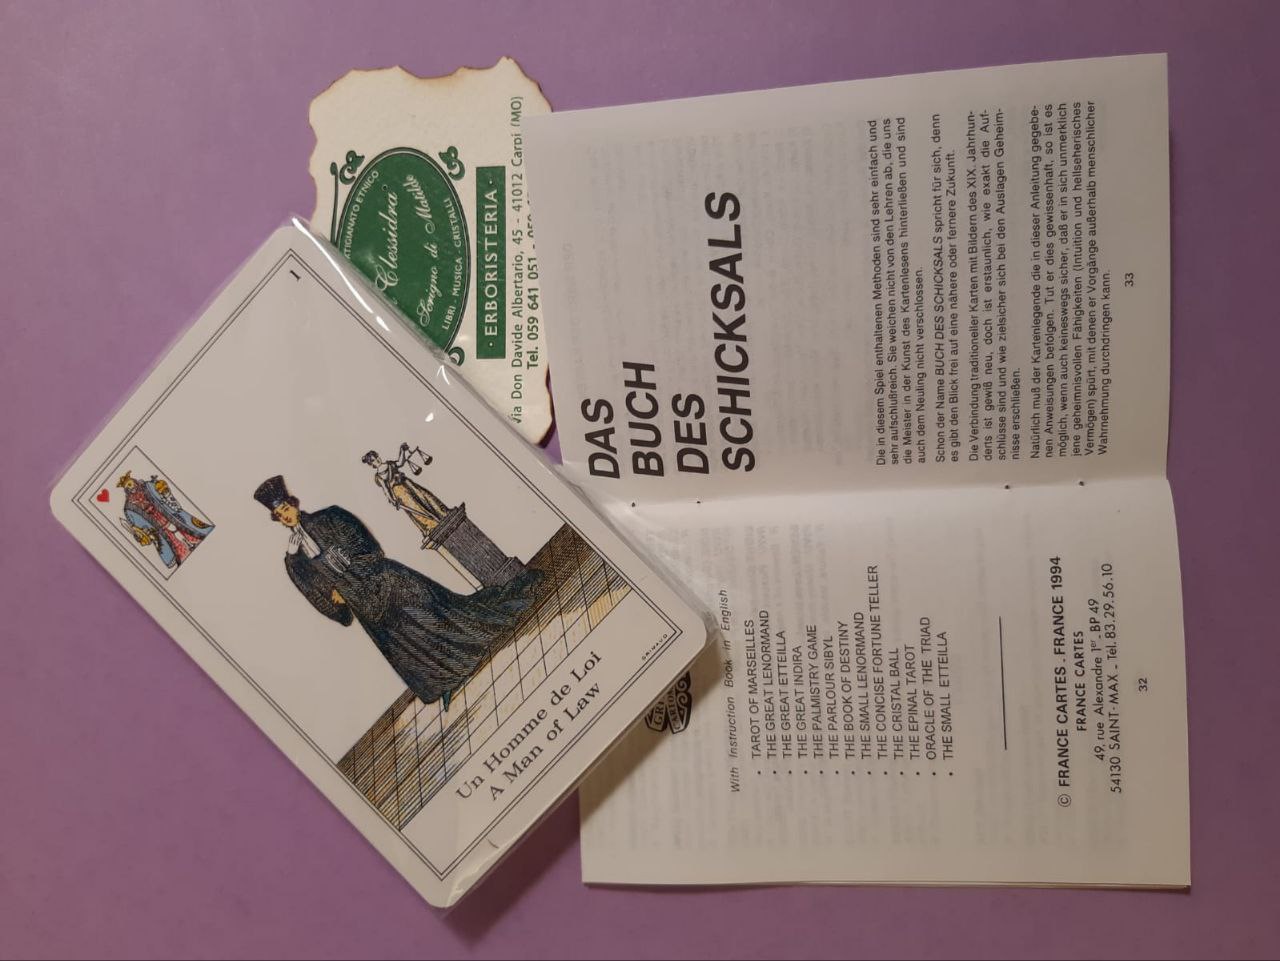 1
Un Homme de Loi
A Man of Law
GRIMAUD
ARTIGIANATO ETNICO
Clessidra
Sogno di Matilde
LIBRI · MUSICA · CRISTALLI
· ERBORISTERIA ·
Via Don Davide Albertario, 45 - 41012 Carpi (MO)
Tel. 059 641 051 -
With Instruction Book in English
• TAROT OF MARSEILLES
• THE GREAT LENORMAND
• THE GREAT ETTEILLA
• THE GREAT INDIRA
• THE PALMISTRY GAME
• THE PARLOUR SIBYL
• THE BOOK OF DESTINY
• THE SMALL LENORMAND
• THE CONCISE FORTUNE TELLER
• THE CRISTAL BALL
• THE EPINAL TAROT
• ORACLE OF THE TRIAD
• THE SMALL ETTEILLA
© FRANCE CARTES . FRANCE 1994
FRANCE CARTES
49, rue Alexandre 1er . BP 49
54130 SAINT-MAX . Tel.83.29.56.10
32
DAS
BUCH
DES
SCHICKSALS
Die in diesem Spiel enthaltenen Methoden sind sehr einfach und
sehr aufschlußreich. Sie weichen nicht von den Lehren ab, die uns
die Meister in der Kunst des Kartenlesens hinterließen und sind
auch dem Neuling nicht verschlossen.
Schon der Name BUCH DES SCHICKSALS spricht für sich, denn
es gibt den Blick frei auf eine nähere oder fernere Zukunft.
Die Verbindung traditioneller Karten mit Bildern des XIX. Jahrhun-
derts ist gewiß neu, doch ist erstaunlich, wie exakt die Auf-
schlüsse sind und wie zielsicher sich bei den Auslagen Geheim-
nisse erschließen.
Natürlich muß der Kartenlegende die in dieser Anleitung gegebe-
nen Anweisungen befolgen. Tut er dies gewissenhaft, so ist es
möglich, wenn auch keineswegs sicher, daß er in sich unmerklich
jene geheimnisvollen Fähigkeiten (Intuition und hellseherisches
Vermögen) spürt, mit denen er Vorgänge außerhalb menschlicher
Wahrnehmung durchdringen kann.
33